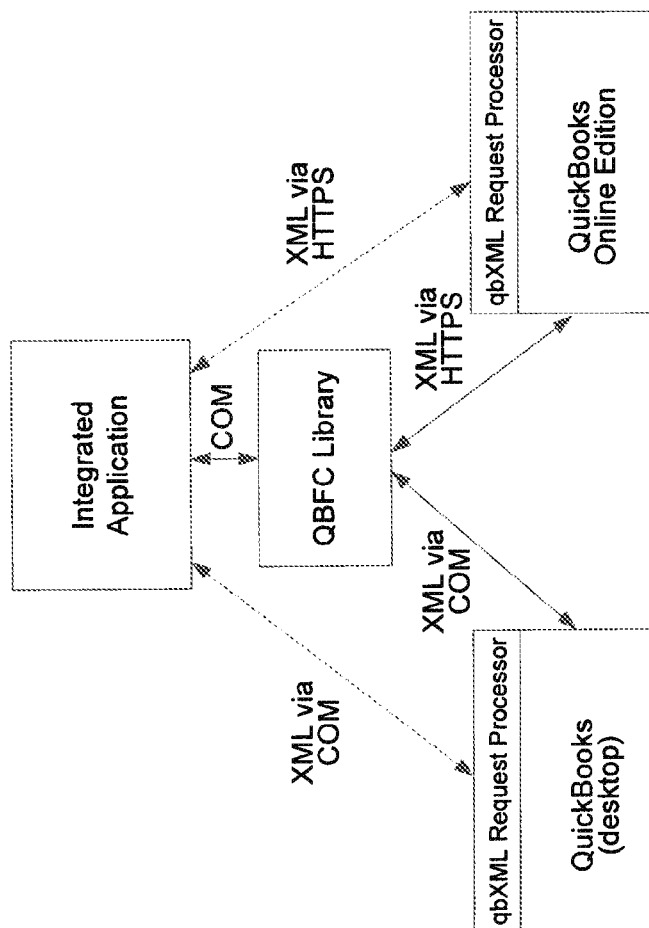 Integrated
Application
XML via
COM
COM
XML via
HTTPS
QBFC Library
XML via
COM
XML via
HTTPS
qbXML Request Processor
QuickBooks
(desktop)
qbXML Request Processor
QuickBooks
Online Edition